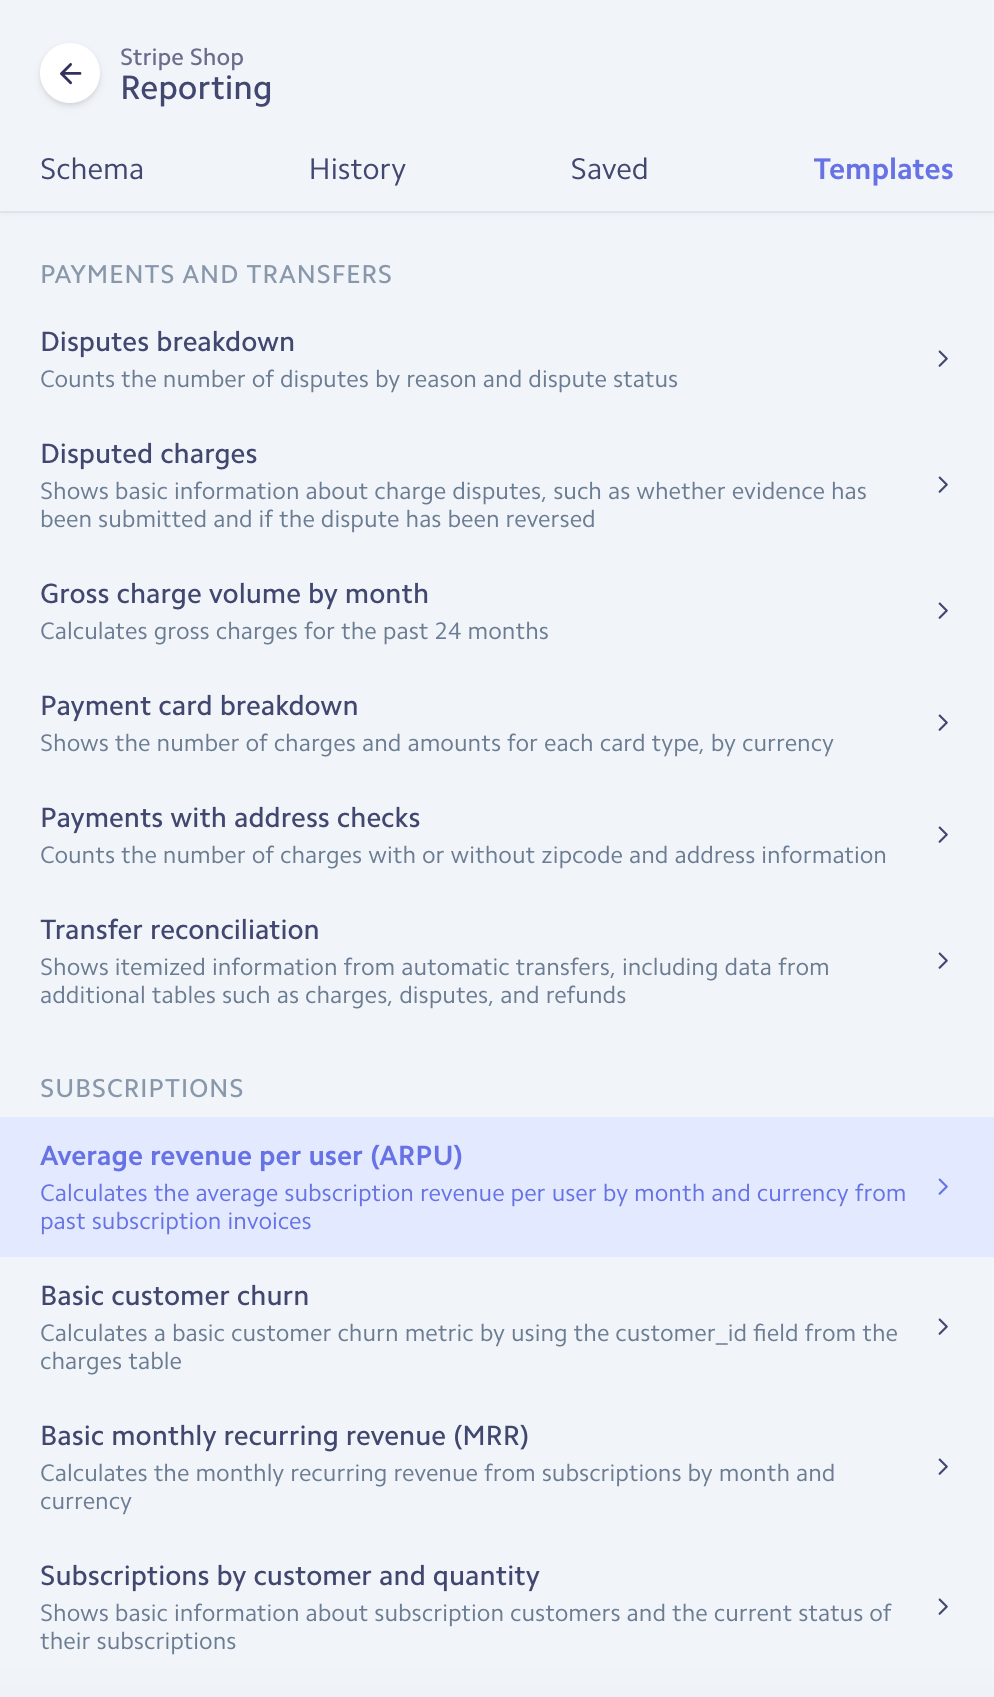 Stripe Shop
Reporting
Schema History Saved Templates
PAYMENTS AND TRANSFERS
Disputes breakdown
Counts the number of disputes by reason and dispute status
Disputed charges
Shows basic information about charge disputes, such as whether evidence has
been submitted and if the dispute has been reversed
Gross charge volume by month
Calculates gross charges for the past 24 months
Payment card breakdown
Shows the number of charges and amounts for each card type, by currency
Payments with address checks
Counts the number of charges with or without zipcode and address information
Transfer reconciliation
Shows itemized information from automatic transfers, including data from
additional tables such as charges, disputes, and refunds
SUBSCRIPTIONS
Average revenue per user (ARPU)
Calculates the average subscription revenue per user by month and currency from
past subscription invoices
Basic customer churn
Calculates a basic customer churn metric by using the customer_id field from the
charges table
Basic monthly recurring revenue (MRR)
Calculates the monthly recurring revenue from subscriptions by month and
currency
Subscriptions by customer and quantity
Shows basic information about subscription customers and the current status of
their subscriptions